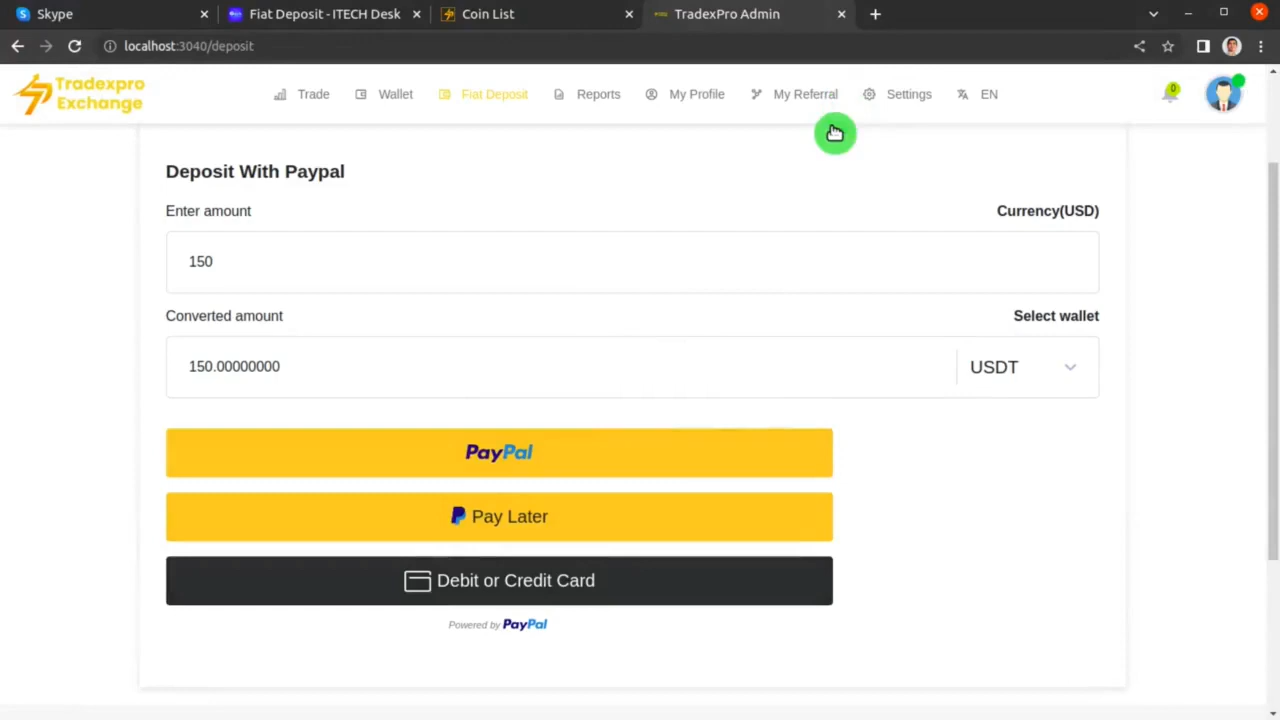 Skype
Fiat Deposit - ITECH Desk
Coin List
TradexPro Admin
localhost:3040/deposit
Tradexpro
Exchange
Trade
Wallet
Fiat Deposit
Reports
My Profile
My Referral
Settings
EN
0
Deposit With Paypal
Enter amount
Currency(USD)
150
Converted amount
Select wallet
150.00000000
USDT
PayPal
Pay Later
Debit or Credit Card
Powered by PayPal